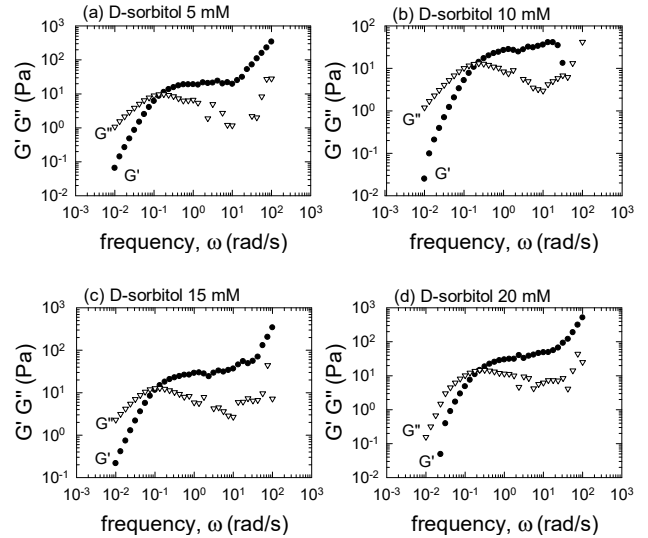 (a) D-sorbitol 5 mM
(b) D-sorbitol 10 mM
10³
10²
10¹
10⁰
10⁻¹
10⁻²
G' G" (Pa)
G"
G'
10⁻³ 10⁻² 10⁻¹ 10⁰ 10¹ 10² 10³
frequency, ω (rad/s)
10²
10¹
10⁰
10⁻¹
10⁻²
G"
G'
10⁻³ 10⁻² 10⁻¹ 10⁰ 10¹ 10² 10³
frequency, ω (rad/s)
(c) D-sorbitol 15 mM
(d) D-sorbitol 20 mM
10³
10²
10¹
10⁰
10⁻¹
G' G" (Pa)
G"
G'
10⁻³ 10⁻² 10⁻¹ 10⁰ 10¹ 10² 10³
frequency, ω (rad/s)
10³
10²
10¹
10⁰
10⁻¹
10⁻²
G"
G'
10⁻³ 10⁻² 10⁻¹ 10⁰ 10¹ 10² 10³
frequency, ω (rad/s)